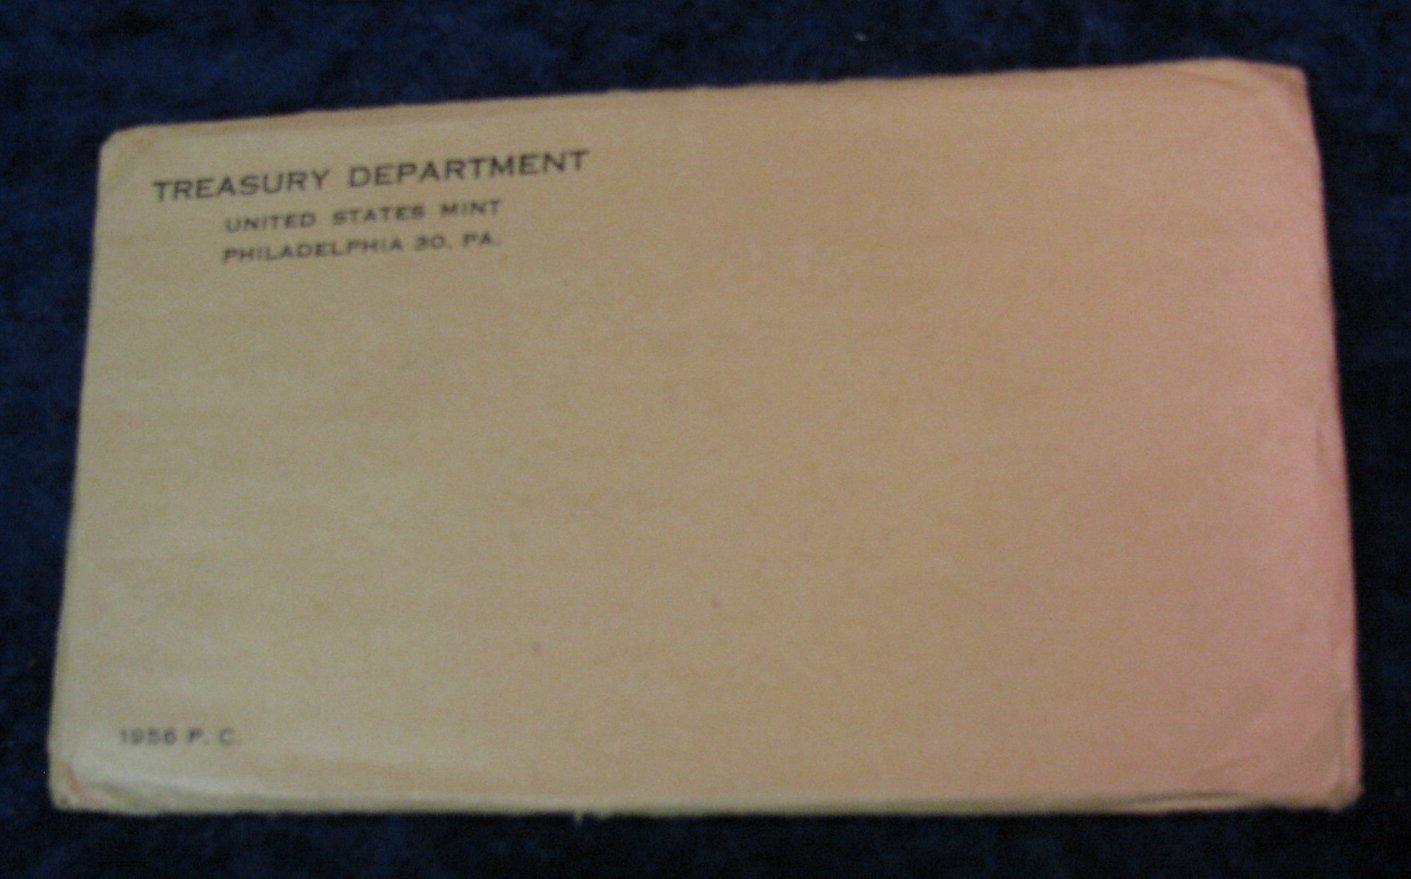 TREASURY DEPARTMENT
UNITED STATES MINT
PHILADELPHIA 30, PA.
1956 P. C.